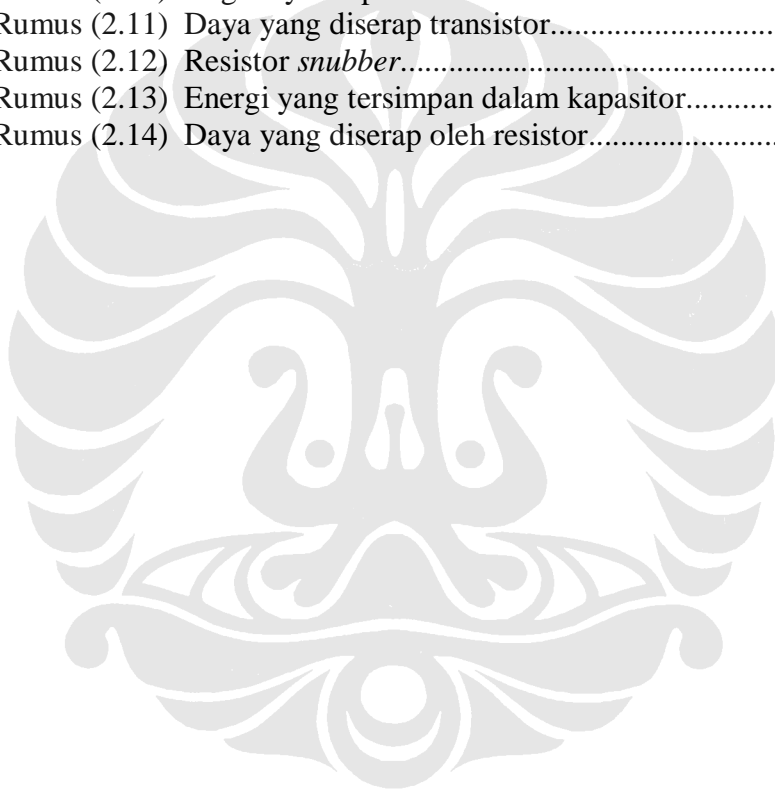 Rumus (2.11) Daya yang diserap transistor..............................
Rumus (2.12) Resistor snubber..................................................
Rumus (2.13) Energi yang tersimpan dalam kapasitor............
Rumus (2.14) Daya yang diserap oleh resistor.........................